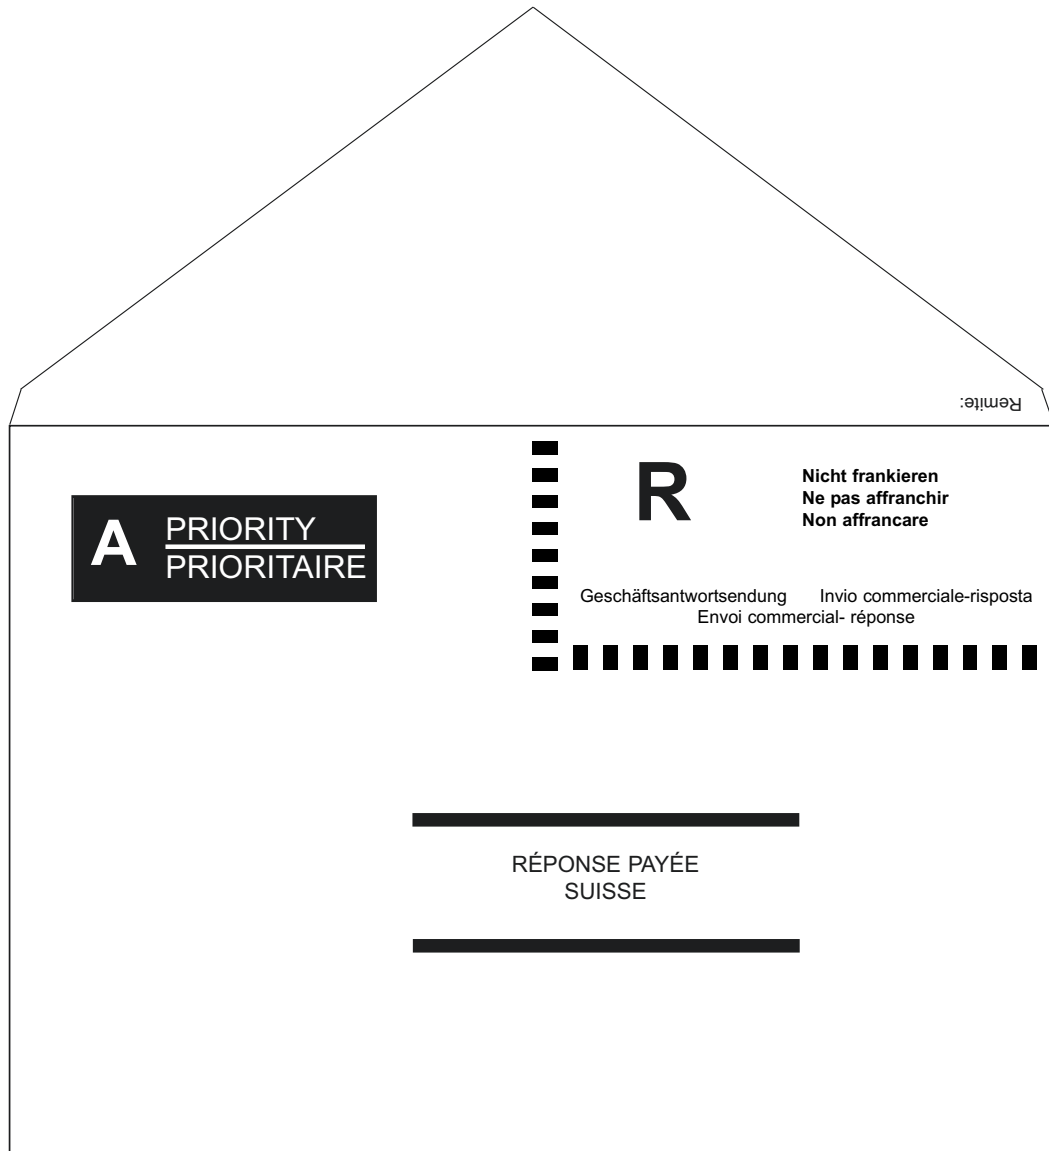 Remite:
A PRIORITY
PRIORITAIRE
R
Nicht frankieren
Ne pas affranchir
Non affrancare
Geschäftsantwortsendung Invio commerciale-risposta
Envoi commercial- réponse
RÉPONSE PAYÉE
SUISSE